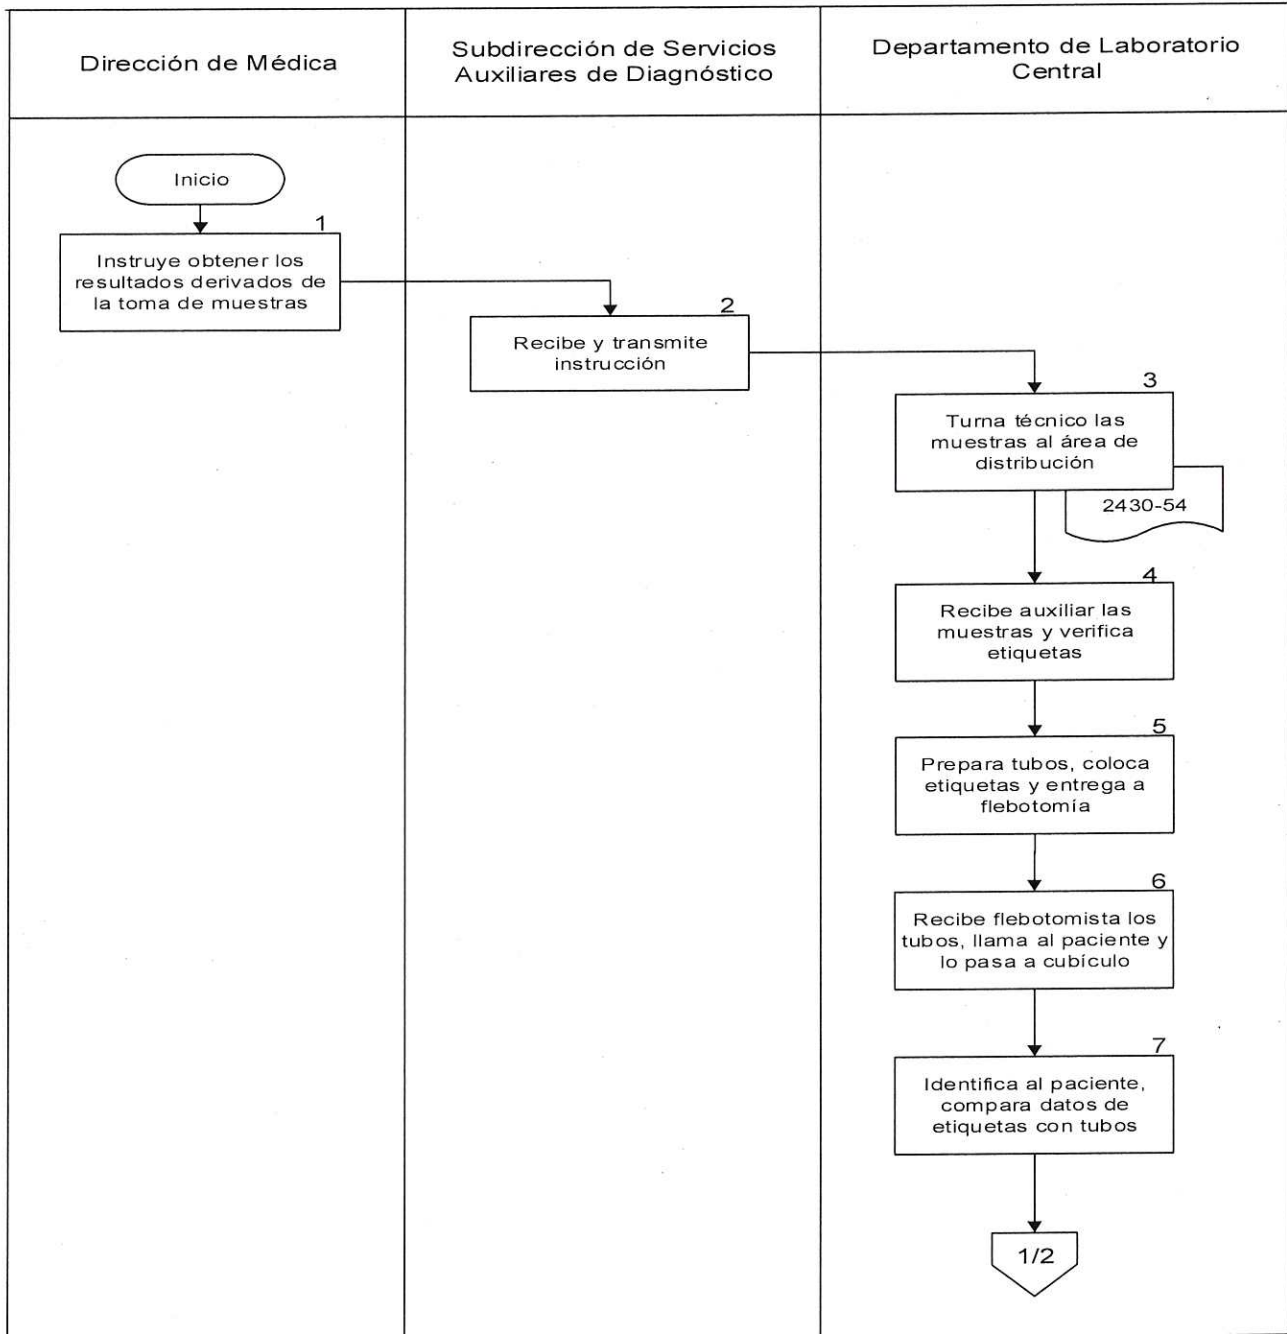 Dirección de Médica
Subdirección de Servicios
Auxiliares de Diagnóstico
Departamento de Laboratorio
Central
Inicio
1
Instruye obtener los
resultados derivados de
la toma de muestras
2
Recibe y transmite
instrucción
3
Turna técnico las
muestras al área de
distribución
2430-54
4
Recibe auxiliar las
muestras y verifica
etiquetas
5
Prepara tubos, coloca
etiquetas y entrega a
flebotomía
6
Recibe flebotomista los
tubos, llama al paciente y
lo pasa a cubículo
7
Identifica al paciente,
compara datos de
etiquetas con tubos
1/2